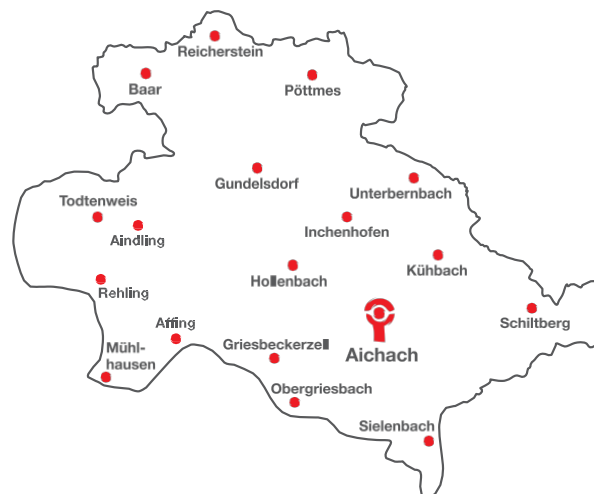 Reicherstein
Baar
Pöttmes
Gundelsdorf
Unterbernbach
Todtenweis
Aindling
Inchenhofen
Kühbach
Hollenbach
Rehling
Schiltberg
Affing
Griesbeckerzell
Aichach
Mühl-
hausen
Obergriesbach
Sielenbach